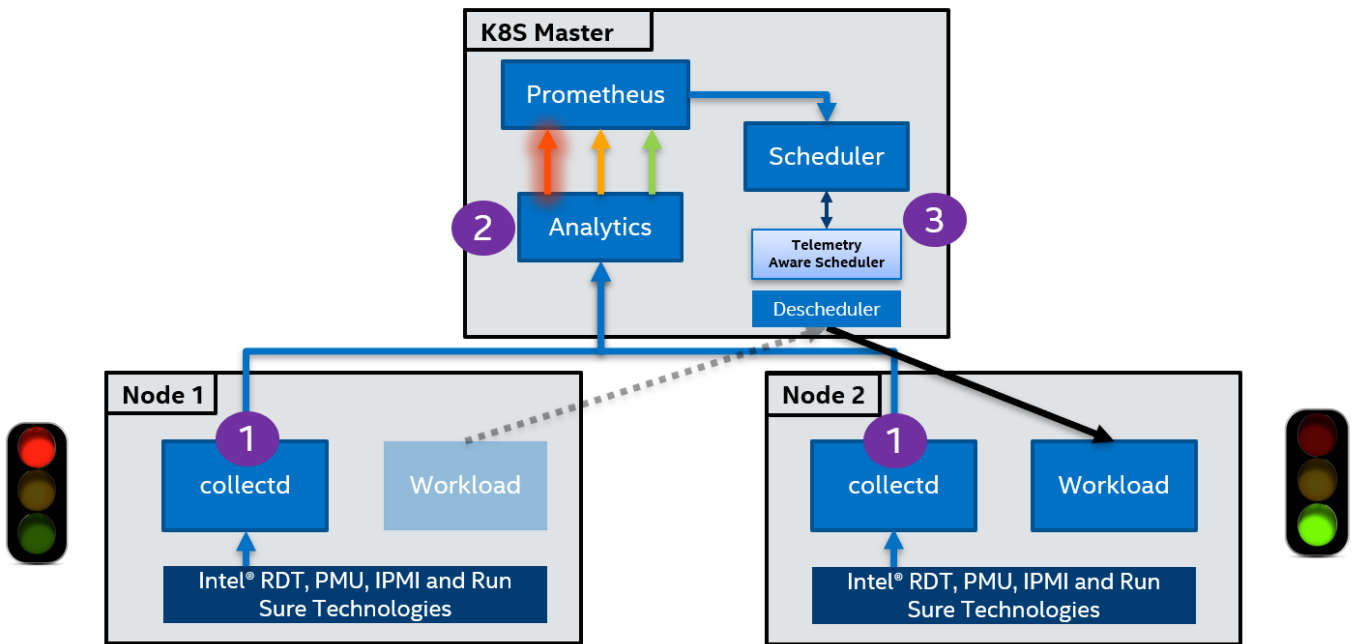 K8S Master
Prometheus
Scheduler
2
Analytics
3
Telemetry
Aware Scheduler
Descheduler
Node 1
1
collectd
Workload
Intel® RDT, PMU, IPMI and Run
Sure Technologies
Node 2
1
collectd
Workload
Intel® RDT, PMU, IPMI and Run
Sure Technologies